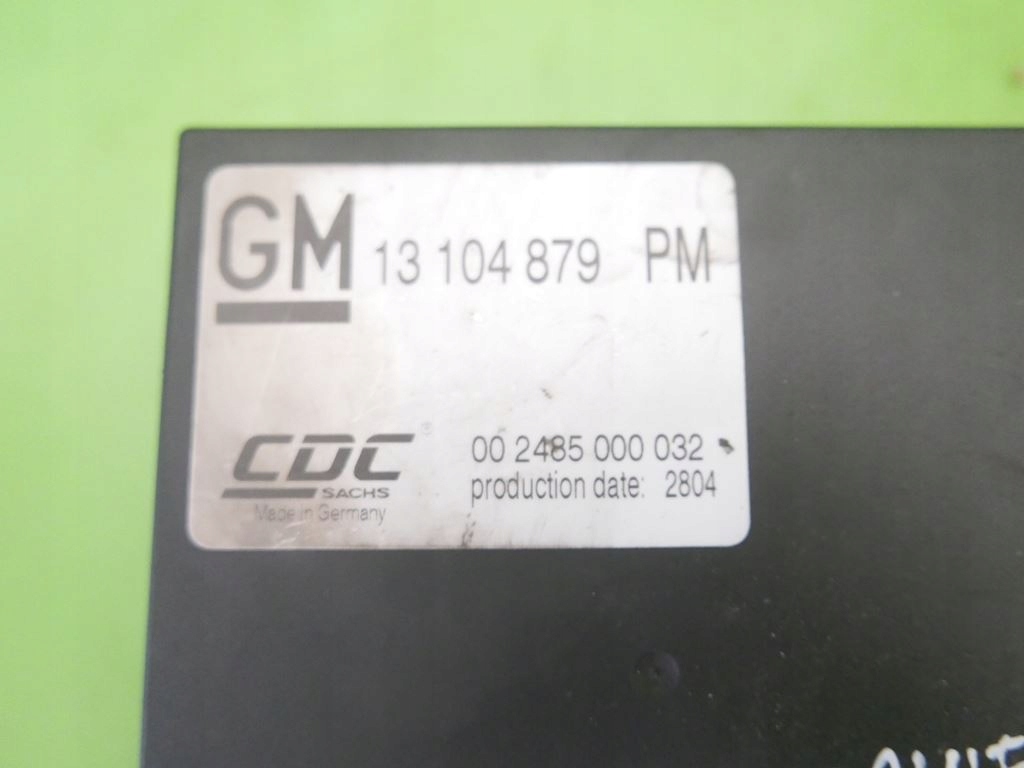 GM 13 104 879 PM
CDC ® 00 2485 000 032
SACHS production date: 2804
Made in Germany